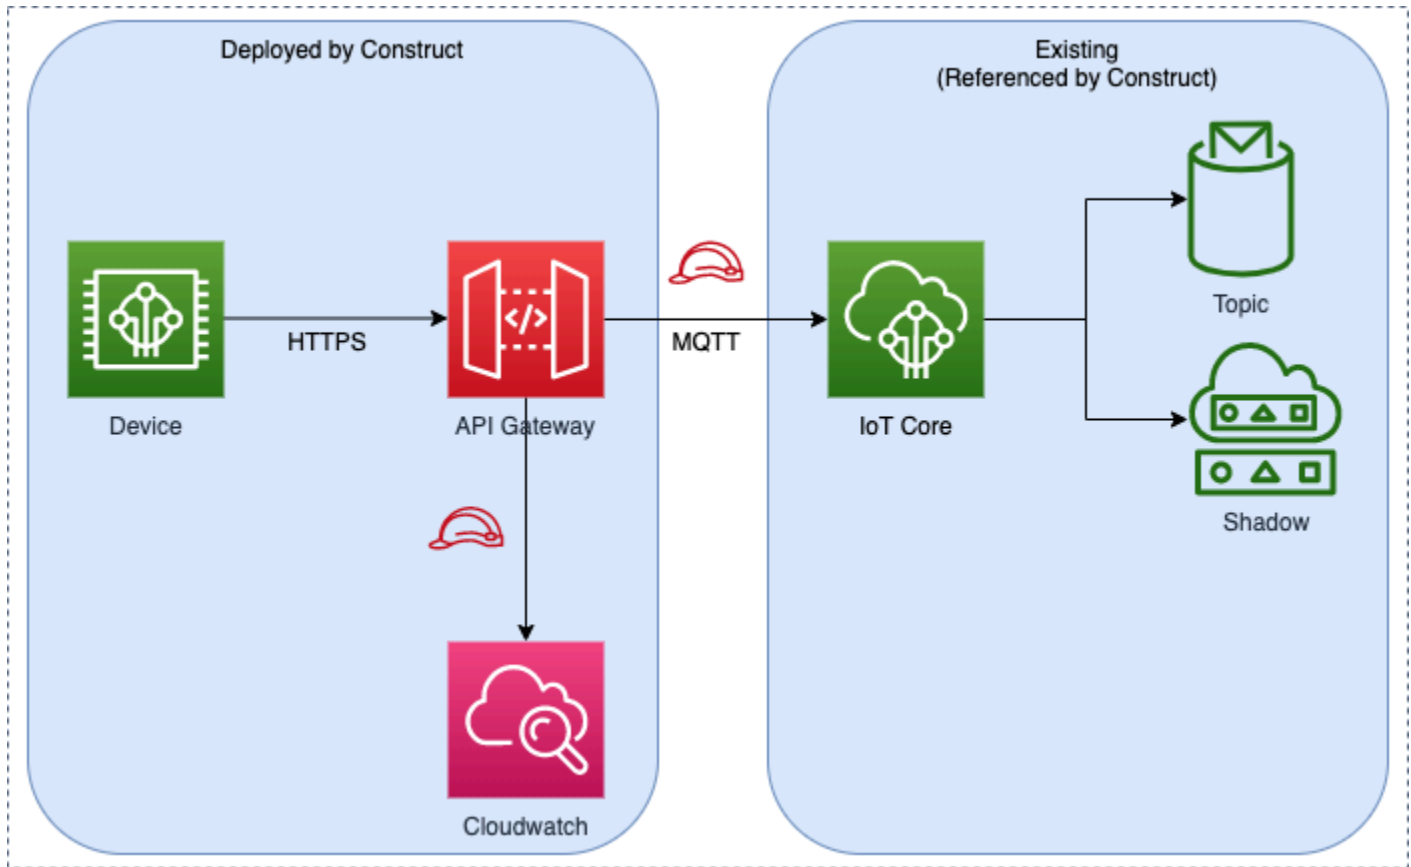 Deployed by Construct
Existing
(Referenced by Construct)
HTTPS
MQTT
Topic
Device
API Gateway
IoT Core
Shadow
Cloudwatch